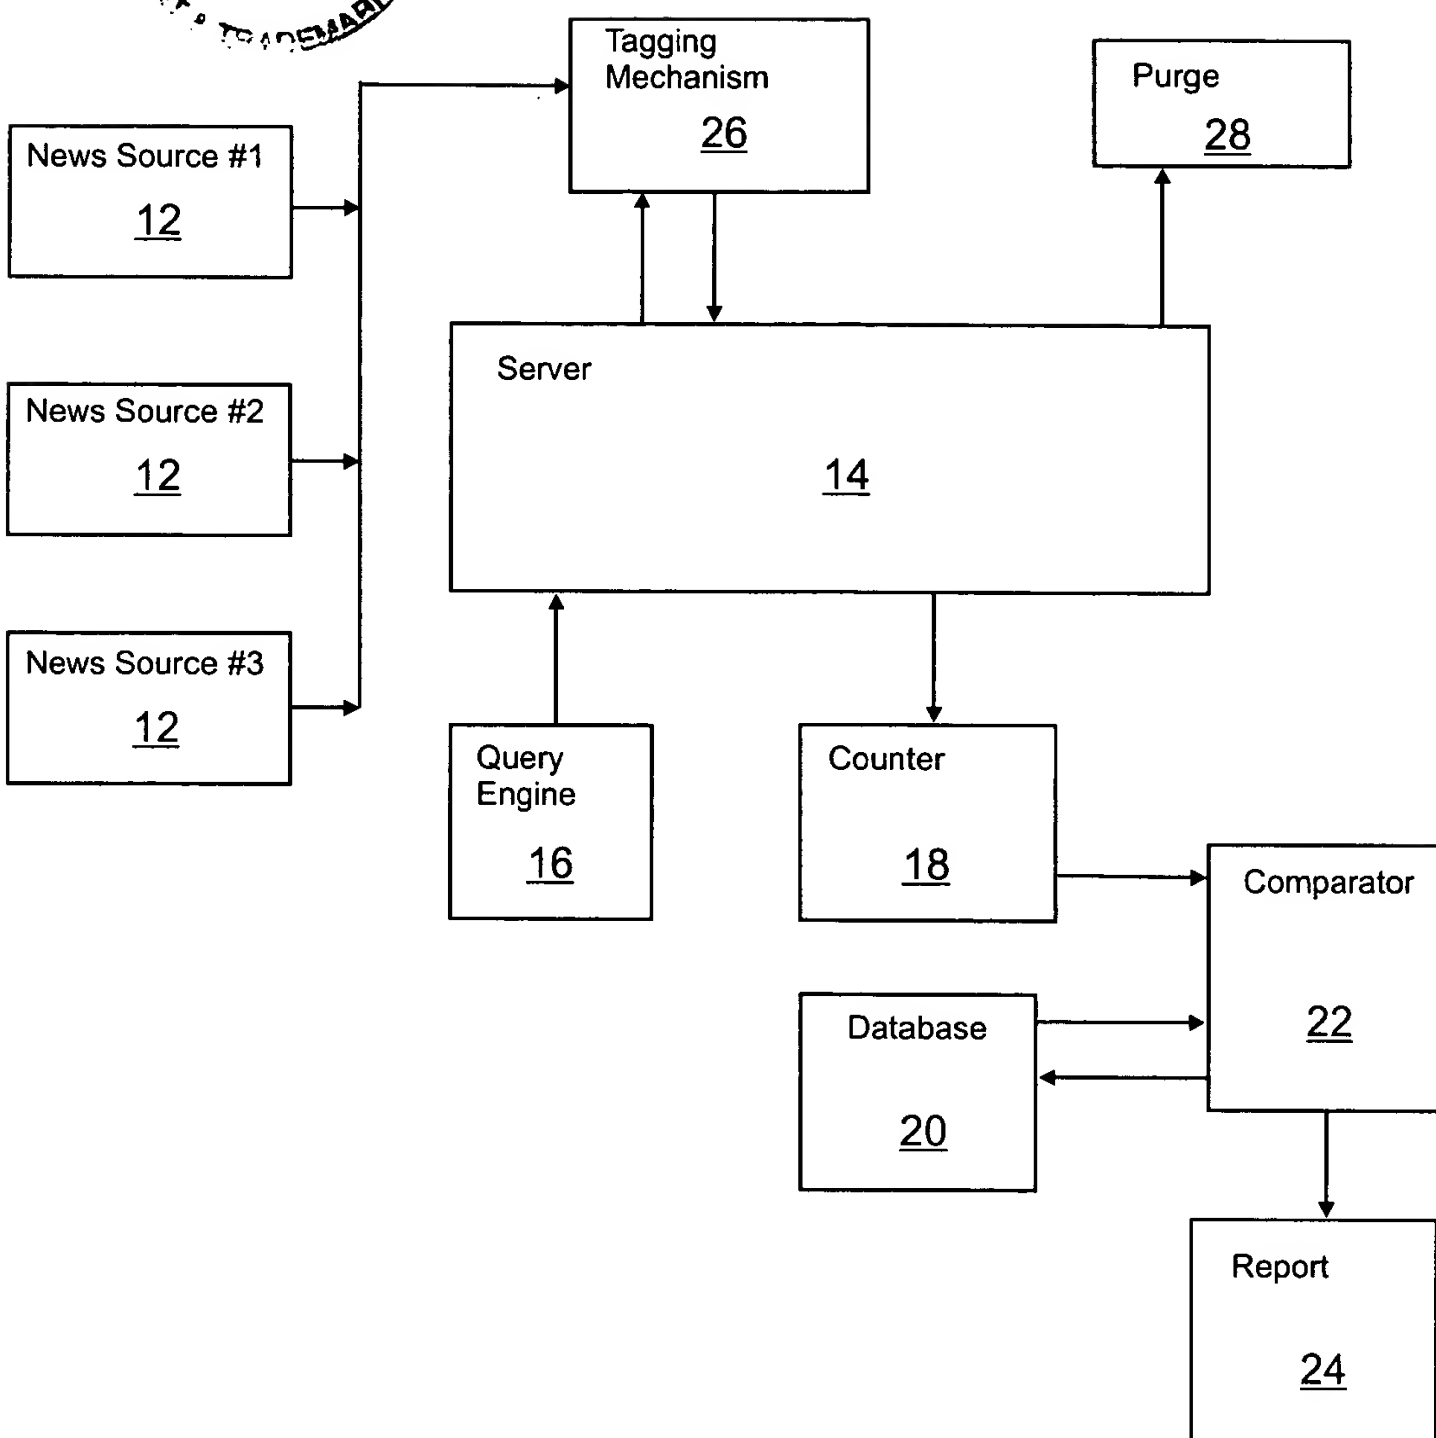 TRADEMARK
Tagging
Mechanism
26
Purge
28
News Source #1
12
Server
14
News Source #2
12
News Source #3
12
Query
Engine
16
Counter
18
Comparator
22
Database
20
Report
24